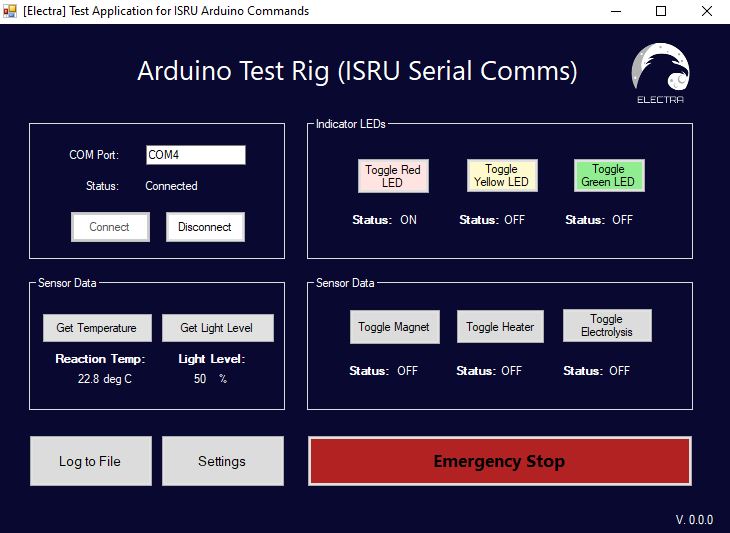 [Electra] Test Application for ISRU Arduino Commands
Arduino Test Rig (ISRU Serial Comms)
ELECTRA
COM Port: COM4
Status: Connected
Connect Disconnect
Indicator LEDs
Toggle Red
LED
Toggle
Yellow LED
Toggle
Green LED
Status: ON Status: OFF Status: OFF
Sensor Data
Get Temperature Get Light Level
Reaction Temp: Light Level:
22.8 deg C 50 %
Sensor Data
Toggle Magnet Toggle Heater
Toggle
Electrolysis
Status: OFF Status: OFF Status: OFF
Log to File Settings Emergency Stop
V. 0.0.0